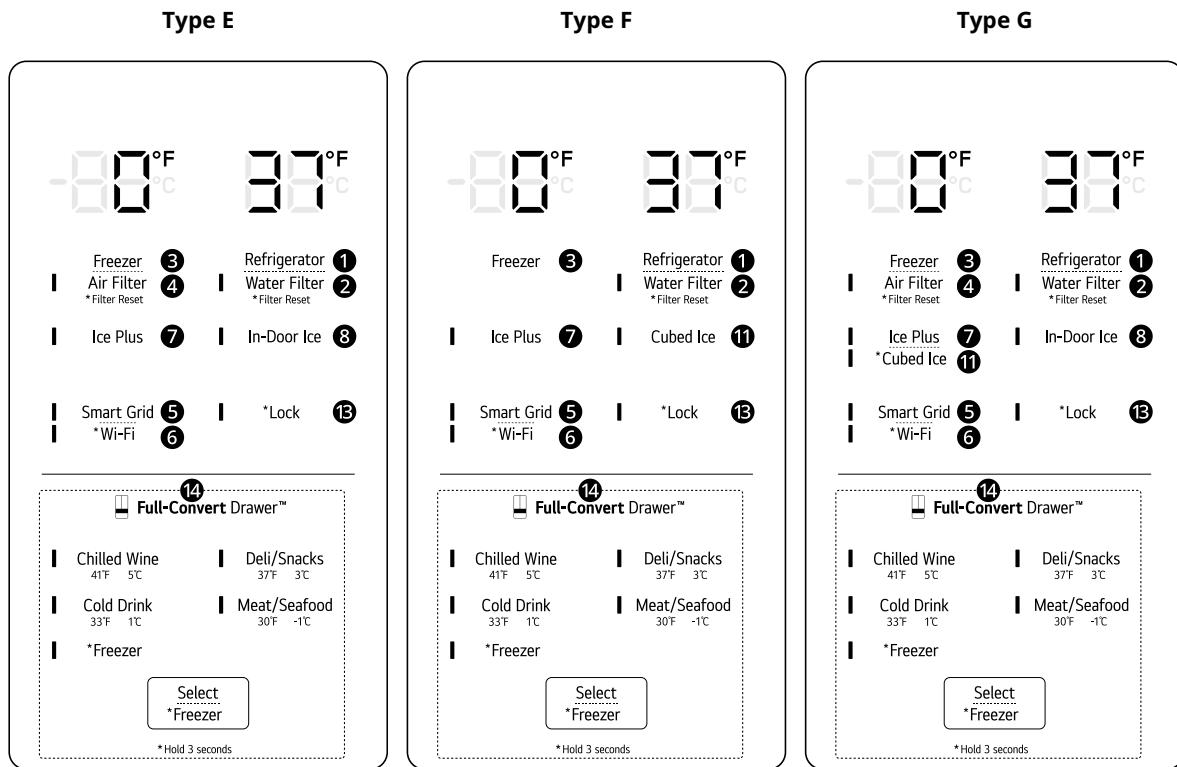 Type E
Type F
Type G
0 °F 37 °F
°C °C
Freezer 3 Refrigerator 1
Air Filter 4 Water Filter 2
*Filter Reset *Filter Reset
Ice Plus 7 In-Door Ice 8
Smart Grid 5 *Lock 13
*Wi-Fi 6
14
Full-Convert Drawer™
Chilled Wine Deli/Snacks
41°F 5°C 37°F 3°C
Cold Drink Meat/Seafood
33°F 1°C 30°F -1°C
*Freezer
Select
*Freezer
*Hold 3 seconds
0 °F 37 °F
°C °C
Freezer 3 Refrigerator 1
Water Filter 2
*Filter Reset
Ice Plus 7 Cubed Ice 11
Smart Grid 5 *Lock 13
*Wi-Fi 6
14
Full-Convert Drawer™
Chilled Wine Deli/Snacks
41°F 5°C 37°F 3°C
Cold Drink Meat/Seafood
33°F 1°C 30°F -1°C
*Freezer
Select
*Freezer
*Hold 3 seconds
0 °F 37 °F
°C °C
Freezer 3 Refrigerator 1
Air Filter 4 Water Filter 2
*Filter Reset *Filter Reset
Ice Plus 7 In-Door Ice 8
*Cubed Ice 11
Smart Grid 5 *Lock 13
*Wi-Fi 6
14
Full-Convert Drawer™
Chilled Wine Deli/Snacks
41°F 5°C 37°F 3°C
Cold Drink Meat/Seafood
33°F 1°C 30°F -1°C
*Freezer
Select
*Freezer
*Hold 3 seconds